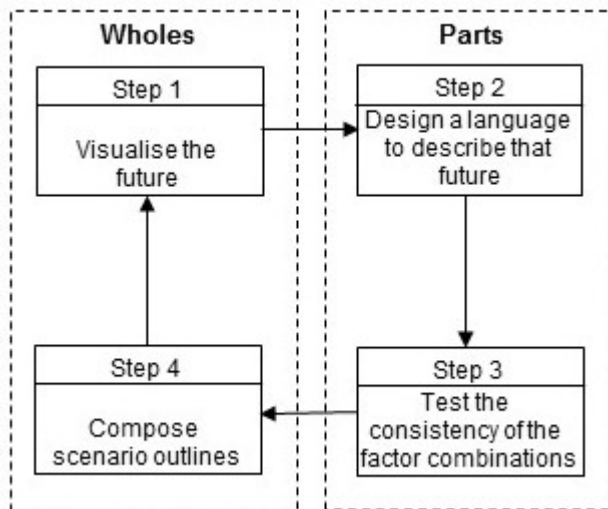 Wholes
Parts
Step 1
Visualise the
future
Step 2
Design a language
to describe that
future
Step 4
Compose
scenario outlines
Step 3
Test the
consistency of the
factor combinations